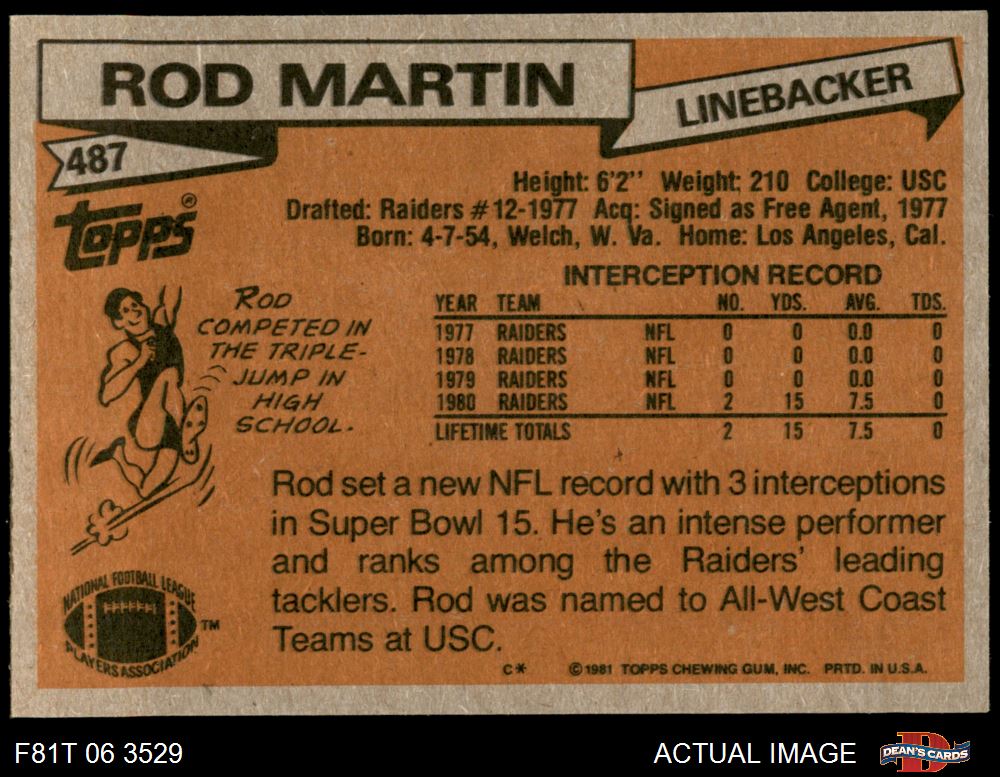 ROD MARTIN
LINEBACKER
487
TOPPS®
Height: 6'2'' Weight: 210 College: USC
Drafted: Raiders #12-1977 Acq: Signed as Free Agent, 1977
Born: 4-7-54, Welch, W. Va. Home: Los Angeles, Cal.
INTERCEPTION RECORD
YEAR TEAM NO. YDS. AVG. TDS.
1977 RAIDERS NFL 0 0 0.0 0
1978 RAIDERS NFL 0 0 0.0 0
1979 RAIDERS NFL 0 0 0.0 0
1980 RAIDERS NFL 2 15 7.5 0
LIFETIME TOTALS 2 15 7.5 0
ROD
COMPETED IN
THE TRIPLE-
JUMP IN
HIGH
SCHOOL.
Rod set a new NFL record with 3 interceptions
in Super Bowl 15. He's an intense performer
and ranks among the Raiders' leading
tacklers. Rod was named to All-West Coast
Teams at USC.
NATIONAL FOOTBALL LEAGUE
PLAYERS ASSOCIATION
TM
C* ©1981 TOPPS CHEWING GUM, INC. PRTD. IN U.S.A.
F81T 06 3529
ACTUAL IMAGE
D
DEAN'S CARDS